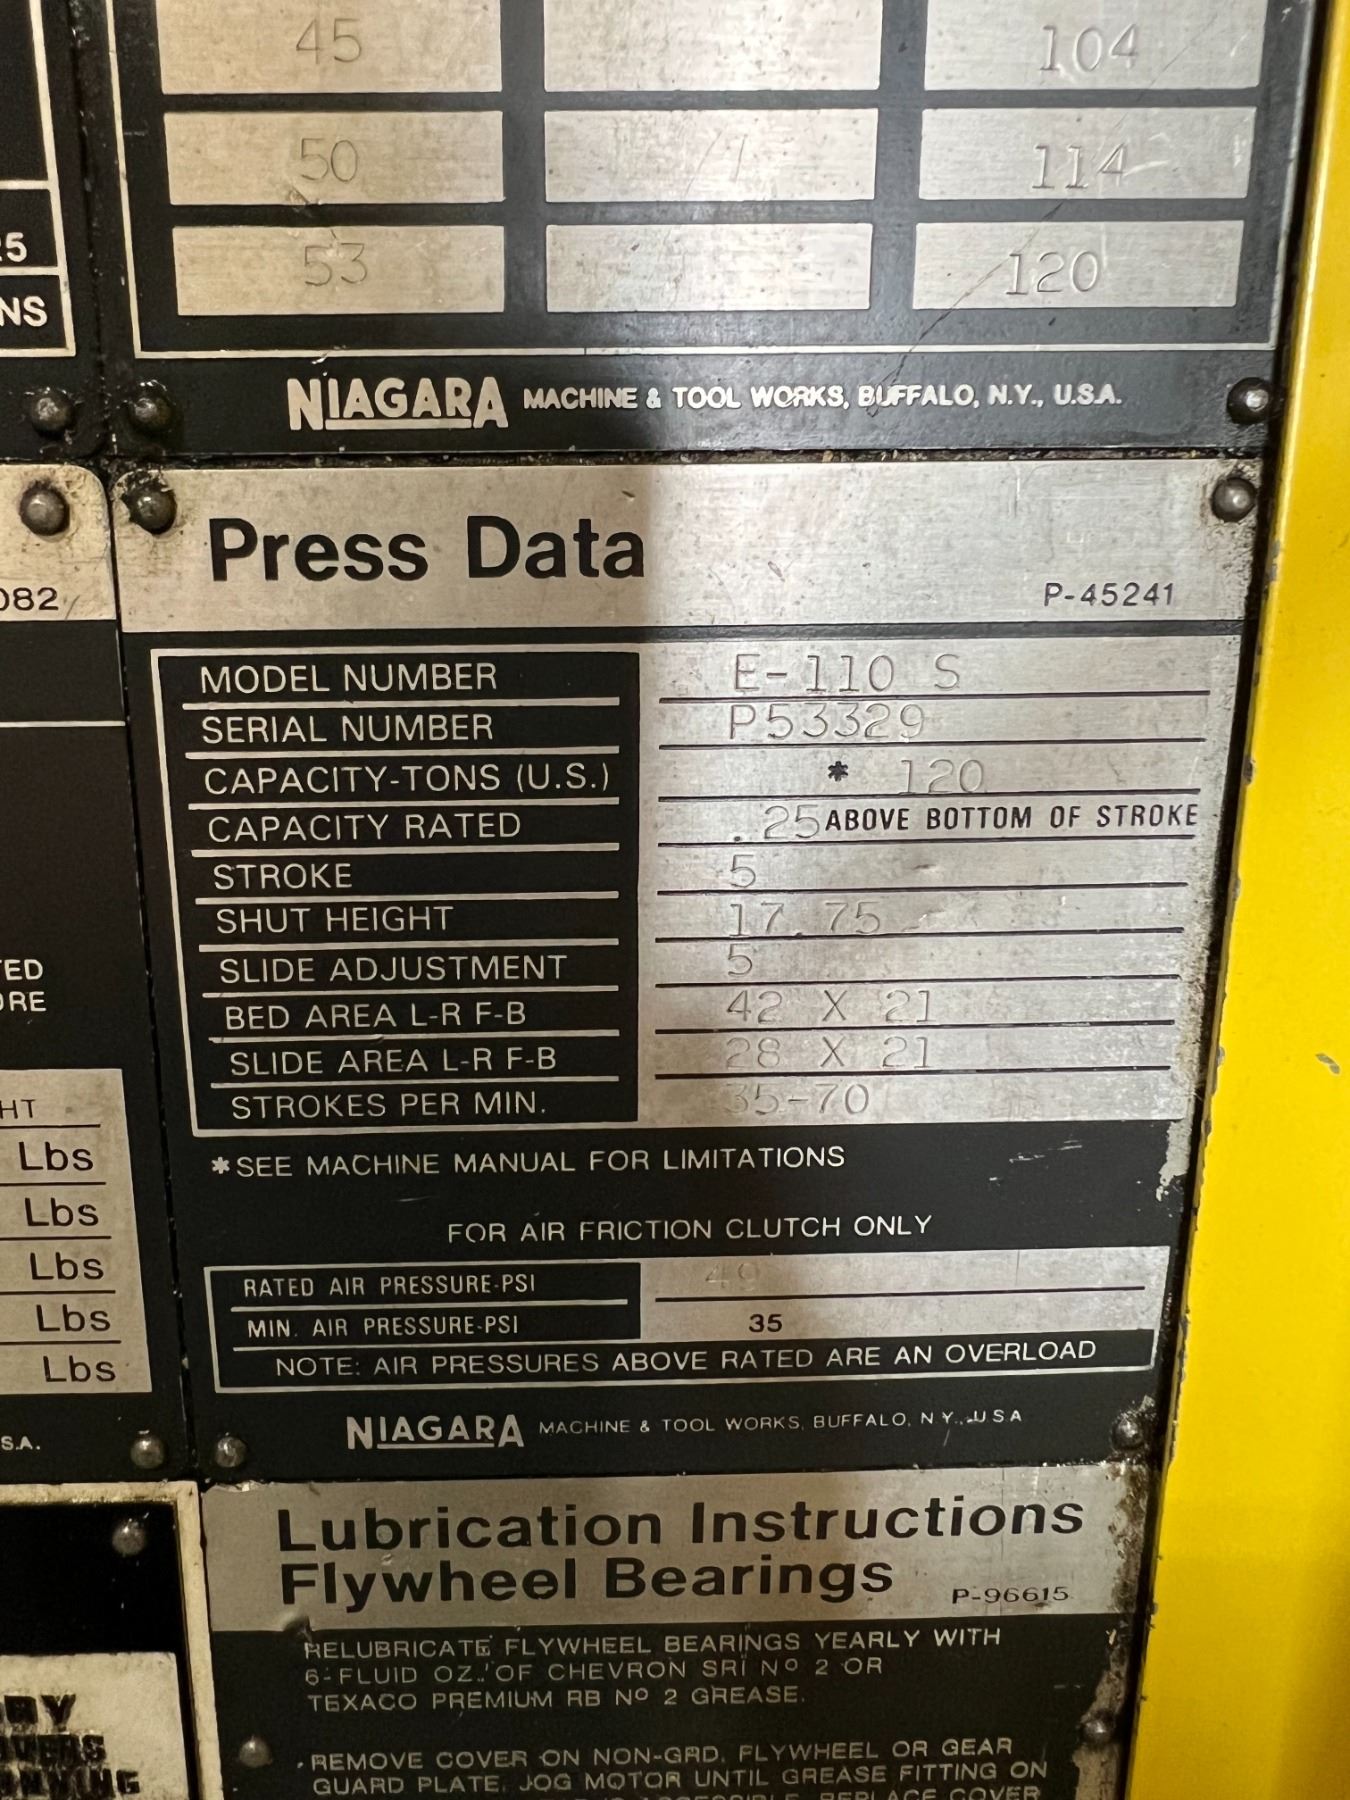 45 104
50 114
53 120
NIAGARA MACHINE & TOOL WORKS, BUFFALO, N.Y., U.S.A.
25
NS
082
Press Data
P-45241
MODEL NUMBER E-110 S
SERIAL NUMBER P53329
CAPACITY-TONS (U.S.) * 120
CAPACITY RATED .25 ABOVE BOTTOM OF STROKE
STROKE 5
SHUT HEIGHT 17.75
SLIDE ADJUSTMENT 5
BED AREA L-R F-B 42 X 21
SLIDE AREA L-R F-B 28 X 21
STROKES PER MIN. 35-70
*SEE MACHINE MANUAL FOR LIMITATIONS
FOR AIR FRICTION CLUTCH ONLY
RATED AIR PRESSURE-PSI 49
MIN. AIR PRESSURE-PSI 35
NOTE: AIR PRESSURES ABOVE RATED ARE AN OVERLOAD
NIAGARA MACHINE & TOOL WORKS, BUFFALO, N.Y., U S A
TED
ORE
HT
Lbs
Lbs
Lbs
Lbs
Lbs
S.A.
Lubrication Instructions
Flywheel Bearings P-96615
RELUBRICATE FLYWHEEL BEARINGS YEARLY WITH
6-FLUID OZ. OF CHEVRON SRI Nº 2 OR
TEXACO PREMIUM RB Nº 2 GREASE.
REMOVE COVER ON NON-GRD. FLYWHEEL OR GEAR
GUARD PLATE, JOG MOTOR UNTIL GREASE FITTING ON
REPLACE COVER